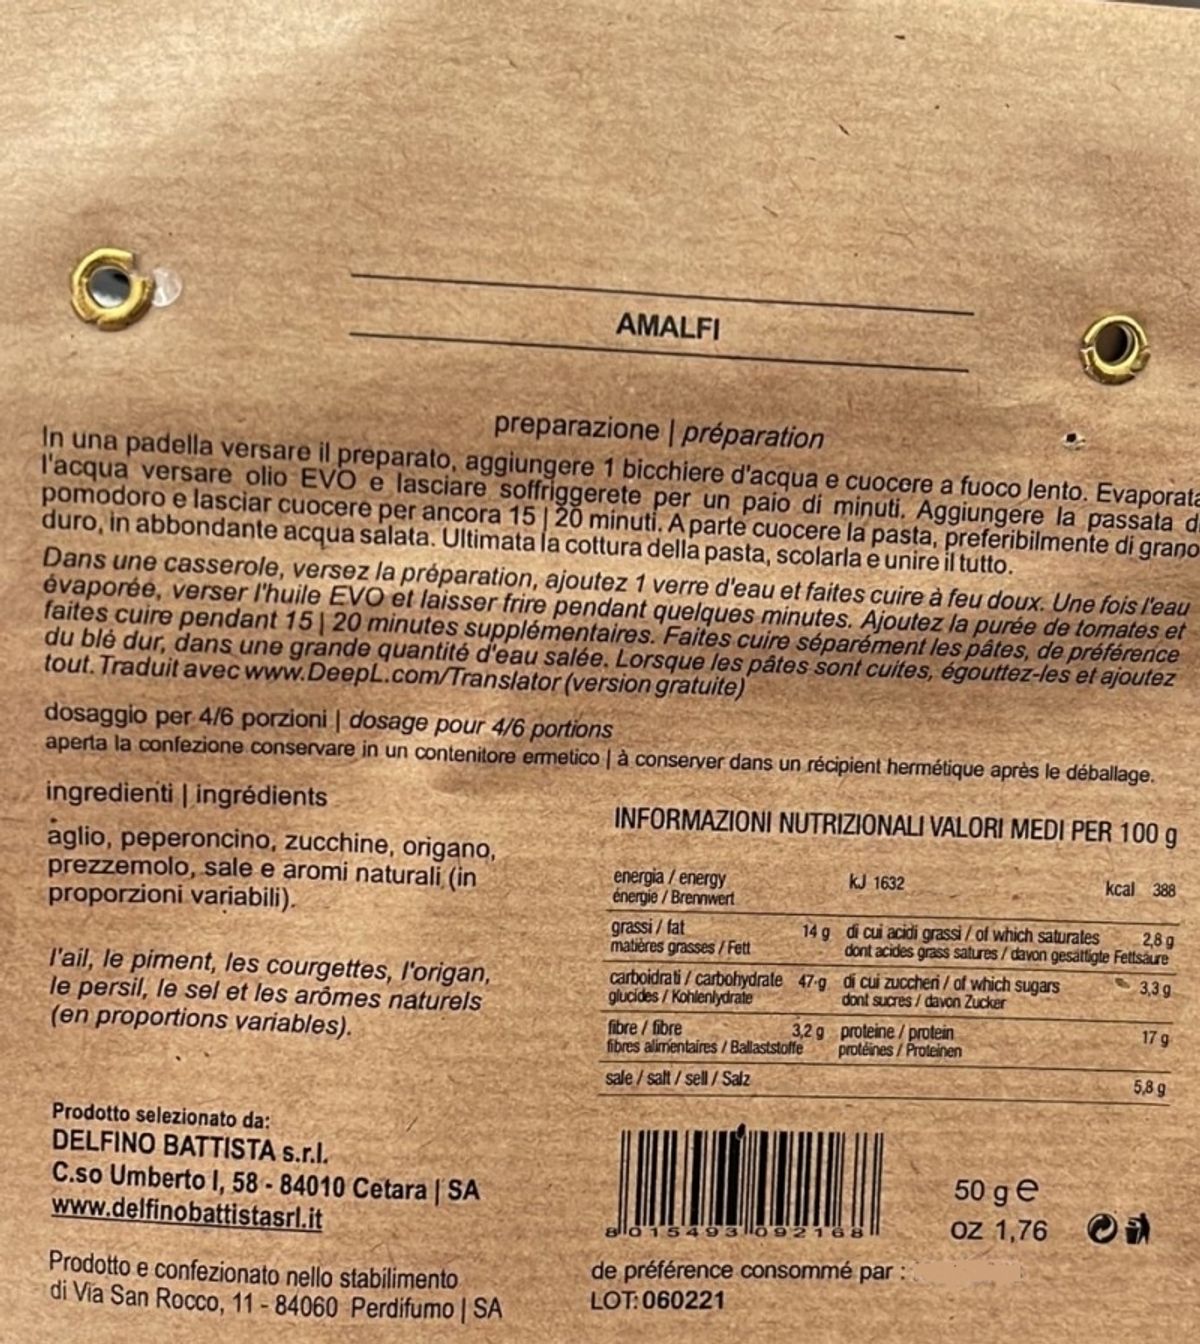 AMALFI
preparazione | préparation
In una padella versare il preparato, aggiungere 1 bicchiere d'acqua e cuocere a fuoco lento. Evaporata
l'acqua versare olio EVO e lasciare soffriggerete per un paio di minuti. Aggiungere la passata di
pomodoro e lasciar cuocere per ancora 15 | 20 minuti. A parte cuocere la pasta, preferibilmente di grano
duro, in abbondante acqua salata. Ultimata la cottura della pasta, scolarla e unire il tutto.
Dans une casserole, versez la préparation, ajoutez 1 verre d'eau et faites cuire à feu doux. Une fois l'eau
évaporée, verser l'huile EVO et laisser frire pendant quelques minutes. Ajoutez la purée de tomates et
faites cuire pendant 15 | 20 minutes supplémentaires. Faites cuire séparément les pâtes, de préférence
du blé dur, dans une grande quantité d'eau salée. Lorsque les pâtes sont cuites, égouttez-les et ajoutez
tout. Traduit avec www.DeepL.com/Translator (version gratuite)
dosaggio per 4/6 porzioni | dosage pour 4/6 portions
aperta la confezione conservare in un contenitore ermetico | à conserver dans un récipient hermétique après le déballage.
ingredienti | ingrédients
aglio, peperoncino, zucchine, origano,
prezzemolo, sale e aromi naturali (in
proporzioni variabili).
l'ail, le piment, les courgettes, l'origan,
le persil, le sel et les arômes naturels
(en proportions variables).
INFORMAZIONI NUTRIZIONALI VALORI MEDI PER 100 g
energia / energy kJ 1632 kcal 388
énergie / Brennwert
grassi / fat 14 g di cui acidi grassi / of which saturates 2,8 g
matières grasses / Fett dont acides grass satures / davon gesättigte Fettsäure
carboidrati / carbohydrate 47 g di cui zuccheri / of which sugars 3,3 g
glucides / Kohlenlydrate dont sucres / davon Zucker
fibre / fibre 3,2 g proteine / protein 17 g
fibres alimentaires / Ballaststoffe protéines / Proteinen
sale / salt / sell / Salz 5,8 g
Prodotto selezionato da:
DELFINO BATTISTA s.r.l.
C.so Umberto I, 58 - 84010 Cetara | SA
www.delfinobattistasrl.it
Prodotto e confezionato nello stabilimento
di Via San Rocco, 11 - 84060 Perdifumo | SA
8 015493 092168
50 g e
oz 1,76
de préférence consommé par :
LOT: 060221